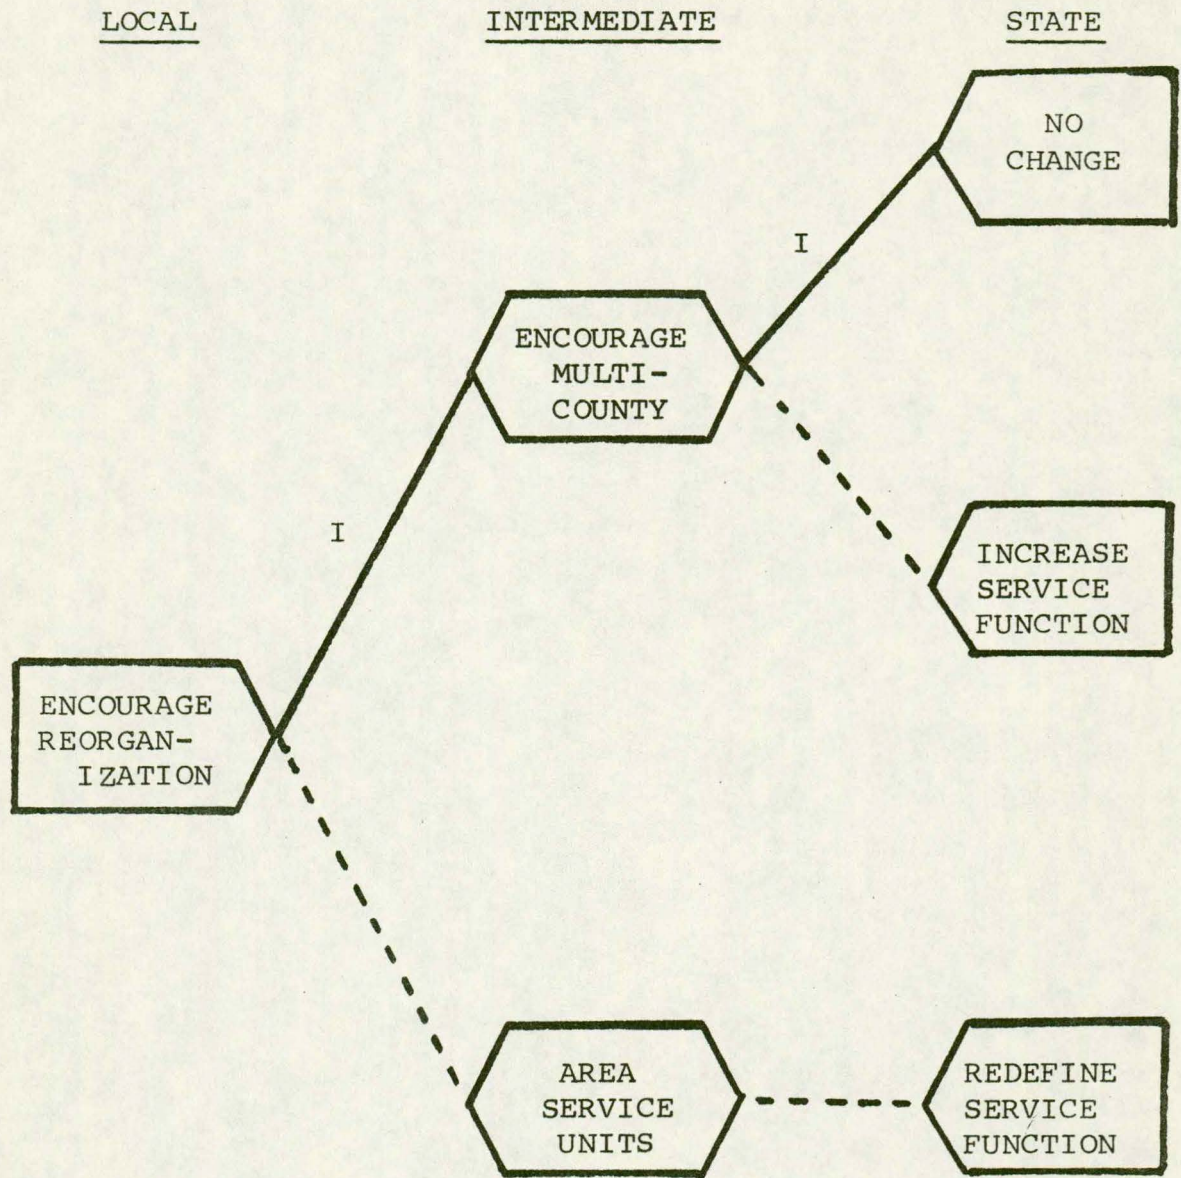 LOCAL INTERMEDIATE STATE
NO
CHANGE
I
ENCOURAGE
MULTI-
COUNTY
I
INCREASE
SERVICE
FUNCTION
ENCOURAGE
REORGAN-
IZATION
AREA
SERVICE
UNITS
REDEFINE
SERVICE
FUNCTION